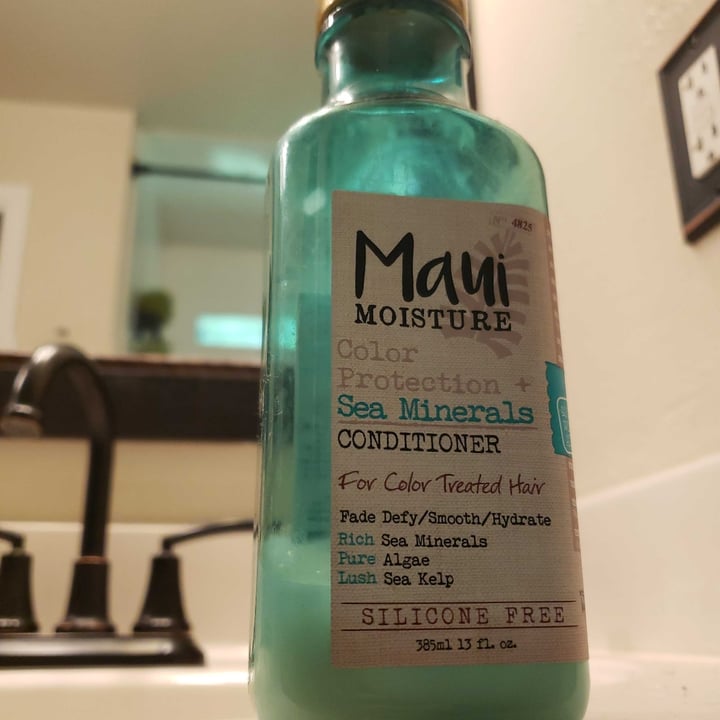 4825
Maui
MOISTURE
Color
Protection +
Sea Minerals
CONDITIONER
For Color Treated Hair
Fade Defy/Smooth/Hydrate
Rich Sea Minerals
Pure Algae
Lush Sea Kelp
SILICONE FREE
385ml 13 fl. oz.